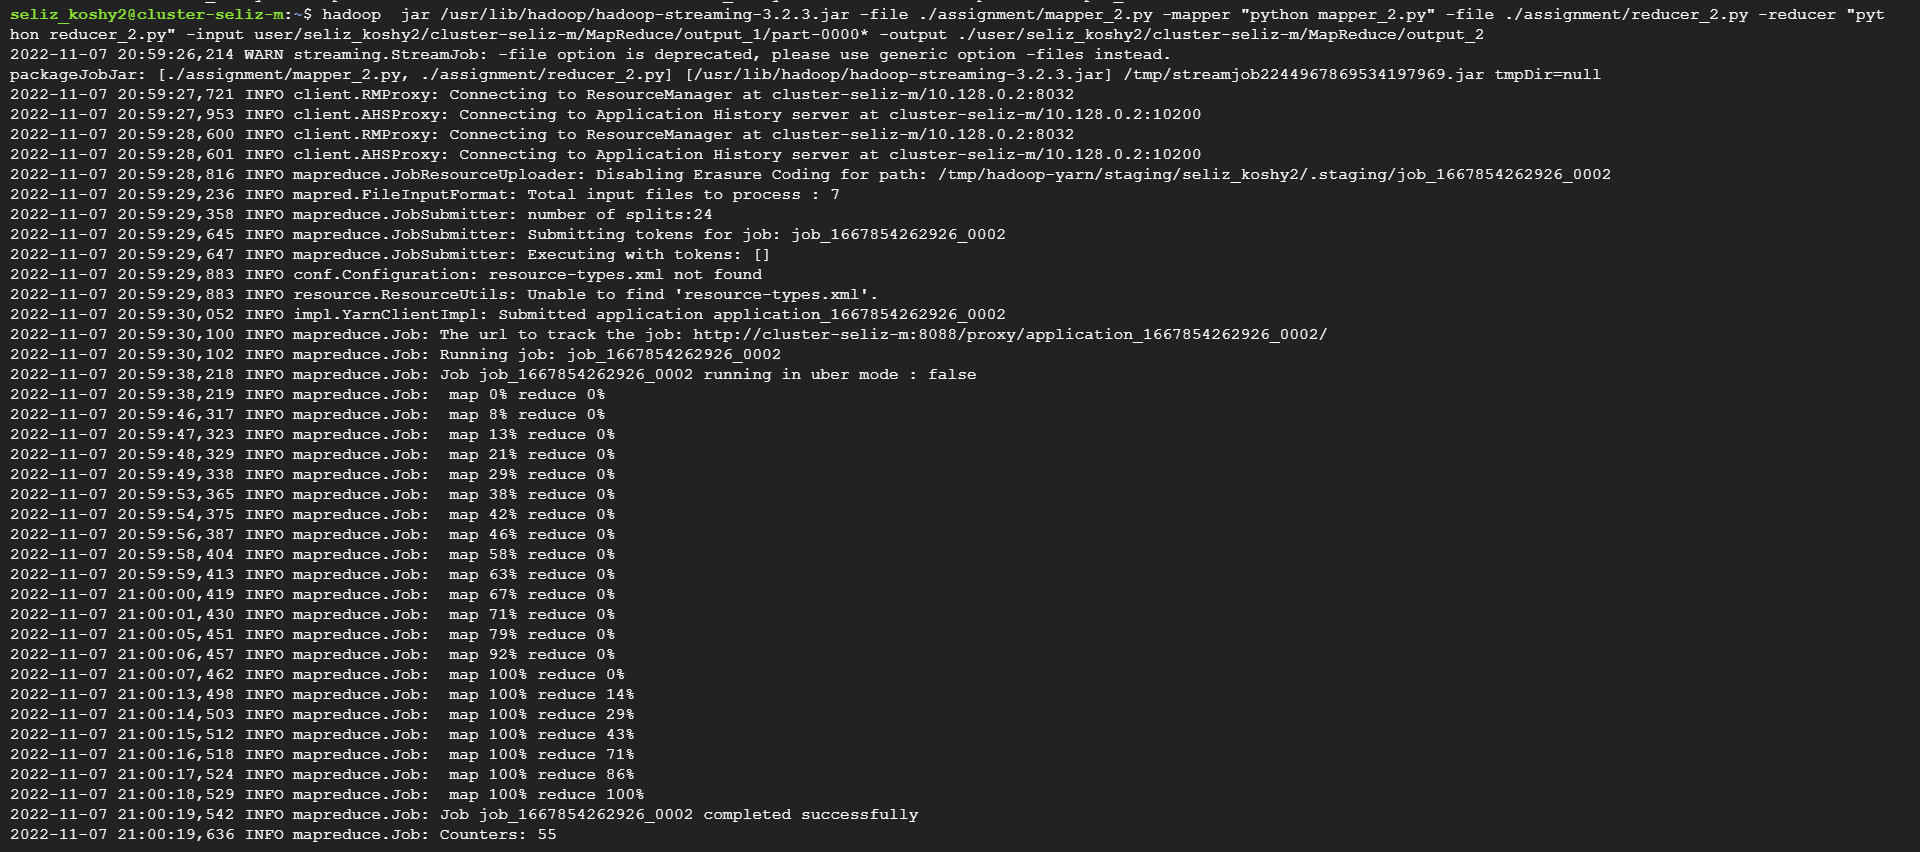 seliz_koshy2@cluster-seliz-m:~$ hadoop  jar /usr/lib/hadoop/hadoop-streaming-3.2.3.jar -file ./assignment/mapper_2.py -mapper "python mapper_2.py" -file ./assignment/reducer_2.py -reducer "pyt
hon reducer_2.py" -input user/seliz_koshy2/cluster-seliz-m/MapReduce/output_1/part-0000* -output ./user/seliz_koshy2/cluster-seliz-m/MapReduce/output_2
2022-11-07 20:59:26,214 WARN streaming.StreamJob: -file option is deprecated, please use generic option -files instead.
packageJobJar: [./assignment/mapper_2.py, ./assignment/reducer_2.py] [/usr/lib/hadoop/hadoop-streaming-3.2.3.jar] /tmp/streamjob2244967869534197969.jar tmpDir=null
2022-11-07 20:59:27,721 INFO client.RMProxy: Connecting to ResourceManager at cluster-seliz-m/10.128.0.2:8032
2022-11-07 20:59:27,953 INFO client.AHSProxy: Connecting to Application History server at cluster-seliz-m/10.128.0.2:10200
2022-11-07 20:59:28,600 INFO client.RMProxy: Connecting to ResourceManager at cluster-seliz-m/10.128.0.2:8032
2022-11-07 20:59:28,601 INFO client.AHSProxy: Connecting to Application History server at cluster-seliz-m/10.128.0.2:10200
2022-11-07 20:59:28,816 INFO mapreduce.JobResourceUploader: Disabling Erasure Coding for path: /tmp/hadoop-yarn/staging/seliz_koshy2/.staging/job_1667854262926_0002
2022-11-07 20:59:29,236 INFO mapred.FileInputFormat: Total input files to process : 7
2022-11-07 20:59:29,358 INFO mapreduce.JobSubmitter: number of splits:24
2022-11-07 20:59:29,645 INFO mapreduce.JobSubmitter: Submitting tokens for job: job_1667854262926_0002
2022-11-07 20:59:29,647 INFO mapreduce.JobSubmitter: Executing with tokens: []
2022-11-07 20:59:29,883 INFO conf.Configuration: resource-types.xml not found
2022-11-07 20:59:29,883 INFO resource.ResourceUtils: Unable to find 'resource-types.xml'.
2022-11-07 20:59:30,052 INFO impl.YarnClientImpl: Submitted application application_1667854262926_0002
2022-11-07 20:59:30,100 INFO mapreduce.Job: The url to track the job: http://cluster-seliz-m:8088/proxy/application_1667854262926_0002/
2022-11-07 20:59:30,102 INFO mapreduce.Job: Running job: job_1667854262926_0002
2022-11-07 20:59:38,218 INFO mapreduce.Job: Job job_1667854262926_0002 running in uber mode : false
2022-11-07 20:59:38,219 INFO mapreduce.Job:  map 0% reduce 0%
2022-11-07 20:59:46,317 INFO mapreduce.Job:  map 8% reduce 0%
2022-11-07 20:59:47,323 INFO mapreduce.Job:  map 13% reduce 0%
2022-11-07 20:59:48,329 INFO mapreduce.Job:  map 21% reduce 0%
2022-11-07 20:59:49,338 INFO mapreduce.Job:  map 29% reduce 0%
2022-11-07 20:59:53,365 INFO mapreduce.Job:  map 38% reduce 0%
2022-11-07 20:59:54,375 INFO mapreduce.Job:  map 42% reduce 0%
2022-11-07 20:59:56,387 INFO mapreduce.Job:  map 46% reduce 0%
2022-11-07 20:59:58,404 INFO mapreduce.Job:  map 58% reduce 0%
2022-11-07 20:59:59,413 INFO mapreduce.Job:  map 63% reduce 0%
2022-11-07 21:00:00,419 INFO mapreduce.Job:  map 67% reduce 0%
2022-11-07 21:00:01,430 INFO mapreduce.Job:  map 71% reduce 0%
2022-11-07 21:00:05,451 INFO mapreduce.Job:  map 79% reduce 0%
2022-11-07 21:00:06,457 INFO mapreduce.Job:  map 92% reduce 0%
2022-11-07 21:00:07,462 INFO mapreduce.Job:  map 100% reduce 0%
2022-11-07 21:00:13,498 INFO mapreduce.Job:  map 100% reduce 14%
2022-11-07 21:00:14,503 INFO mapreduce.Job:  map 100% reduce 29%
2022-11-07 21:00:15,512 INFO mapreduce.Job:  map 100% reduce 43%
2022-11-07 21:00:16,518 INFO mapreduce.Job:  map 100% reduce 71%
2022-11-07 21:00:17,524 INFO mapreduce.Job:  map 100% reduce 86%
2022-11-07 21:00:18,529 INFO mapreduce.Job:  map 100% reduce 100%
2022-11-07 21:00:19,542 INFO mapreduce.Job: Job job_1667854262926_0002 completed successfully
2022-11-07 21:00:19,636 INFO mapreduce.Job: Counters: 55